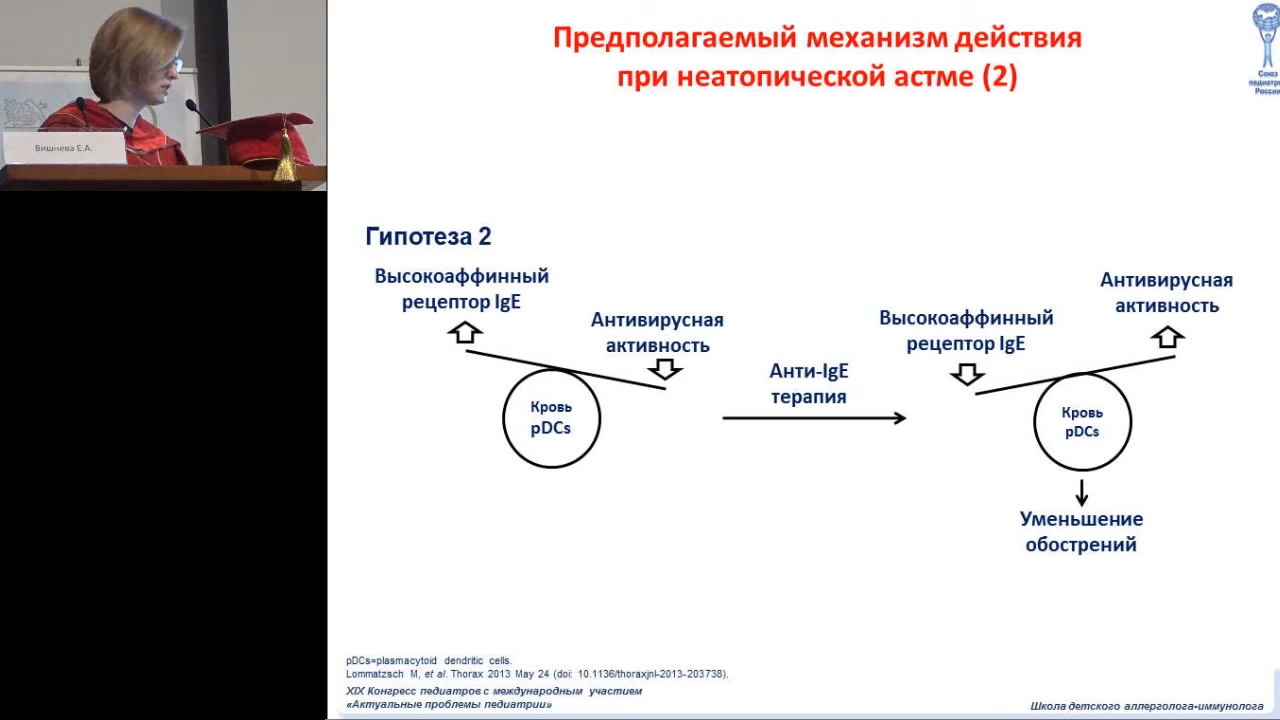 Предполагаемый механизм действия
при неатопической астме (2)
Союз
педиатро
России
Вишнева Е.А.
Гипотеза 2
Высокоаффинный
рецептор IgE
Антивирусная
активность
Кровь
pDCs
Анти-IgE
терапия
Высокоаффинный
рецептор IgE
Антивирусная
активность
Кровь
pDCs
Уменьшение
обострений
pDCs=plasmacytoid dendritic cells.
Lommatzsch M, et al. Thorax 2013 May 24 (doi: 10.1136/thoraxjnl-2013-203738).
XIX Конгресс педиатров с международным участием
«Актуальные проблемы педиатрии»
Школа детского аллерголога-иммунолога